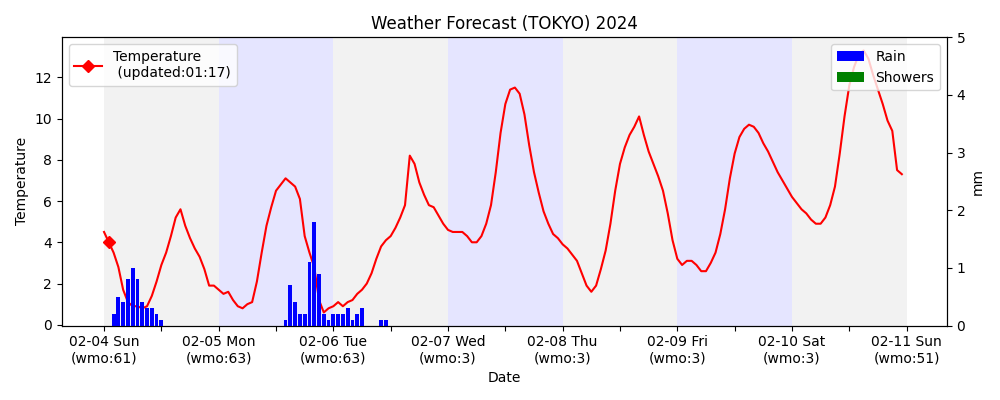 Weather Forecast (TOKYO) 2024
Temperature
(updated:01:17)
Rain
Showers
Temperature
12
10
8
6
4
2
0
5
4
3
2
1
0
mm
02-04 Sun
(wmo:61)
02-05 Mon
(wmo:63)
02-06 Tue
(wmo:63)
02-07 Wed
(wmo:3)
02-08 Thu
(wmo:3)
02-09 Fri
(wmo:3)
02-10 Sat
(wmo:3)
02-11 Sun
(wmo:51)
Date